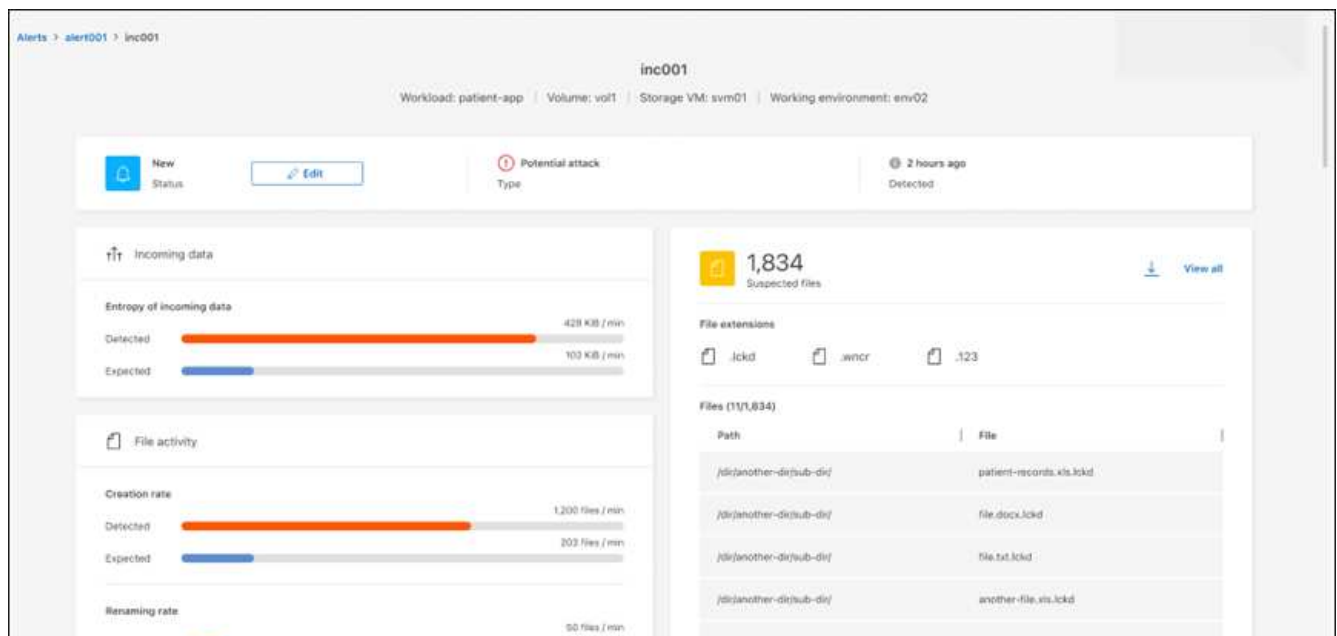 Alerts > alert001 > inc001
inc001
Workload: patient-app | Volume: vol1 | Storage VM: svm01 | Working environment: env02
New
Status
Edit
Potential attack
Type
2 hours ago
Detected
Incoming data
Entropy of incoming data
428 KiB / min
Detected
103 KiB / min
Expected
File activity
Creation rate
1,200 files / min
Detected
203 files / min
Expected
Renaming rate
50 files / min
1,834
Suspected files
View all
File extensions
.lckd .wncr .123
Files (11/1,834)
Path File
/dir/another-dir/sub-dir/ patient-records.xls.lckd
/dir/another-dir/sub-dir/ file.docx.lckd
/dir/another-dir/sub-dir/ file.txt.lckd
/dir/another-dir/sub-dir/ another-file.xls.lckd